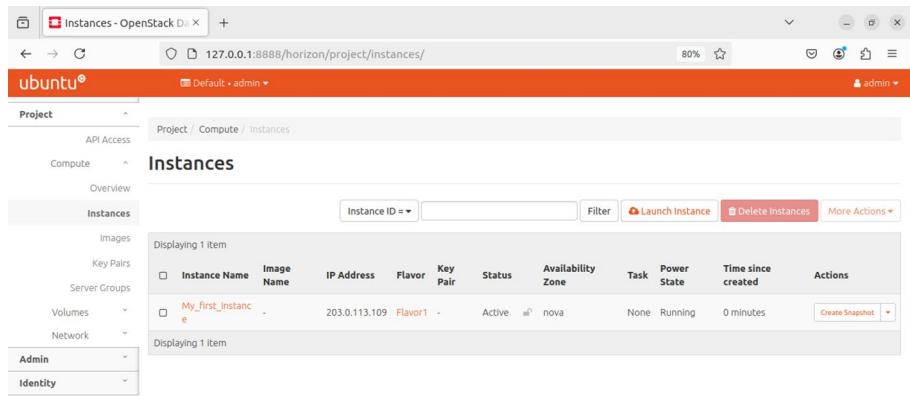 Instances - OpenStack Da
127.0.0.1:8888/horizon/project/instances/
80%
ubuntu
Default • admin
admin
Project
API Access
Compute
Overview
Instances
Images
Key Pairs
Server Groups
Volumes
Network
Admin
Identity
Project / Compute / Instances
Instances
Instance ID =
Filter
Launch Instance
Delete Instances
More Actions
Displaying 1 item
Instance Name
Image Name
IP Address
Flavor
Key Pair
Status
Availability Zone
Task
Power State
Time since created
Actions
My_first_instanc
e
-
203.0.113.109
Flavor1
-
Active
nova
None
Running
0 minutes
Create Snapshot
Displaying 1 item